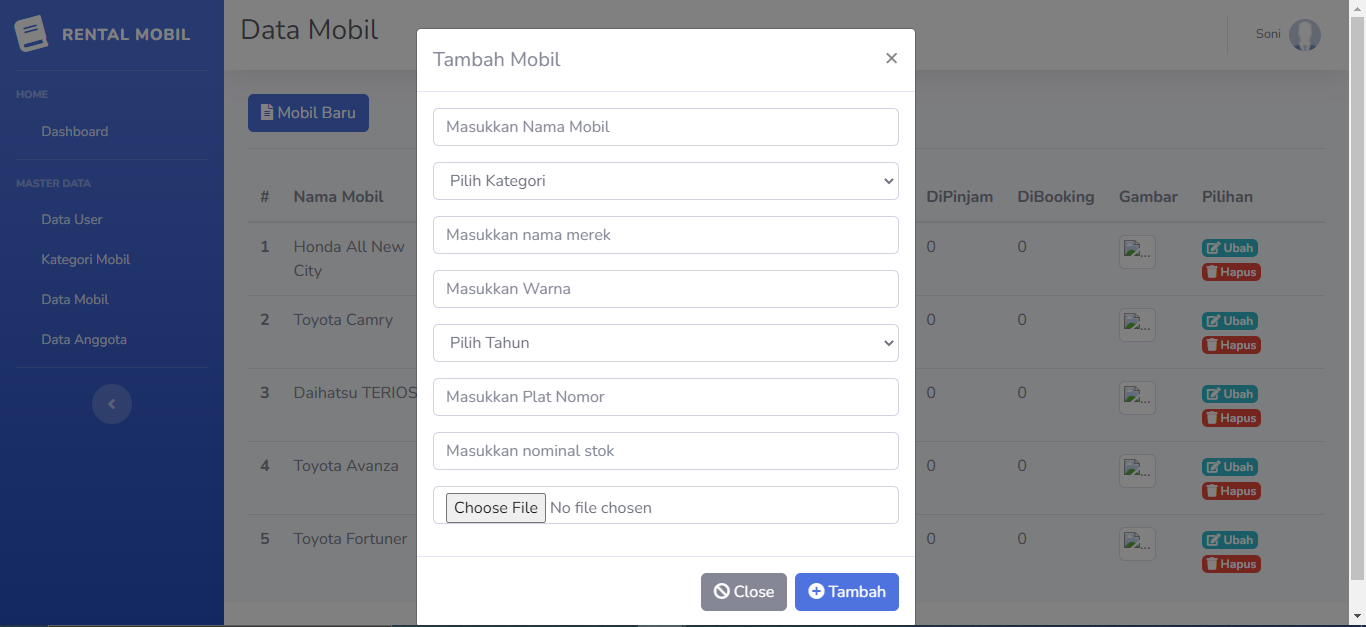 RENTAL MOBIL
HOME
Dashboard
MASTER DATA
Data User
Kategori Mobil
Data Mobil
Data Anggota
Data Mobil
Soni
Mobil Baru
# Nama Mobil DiPinjam DiBooking Gambar Pilihan
1 Honda All New City 0 0 ... Ubah Hapus
2 Toyota Camry 0 0 ... Ubah Hapus
3 Daihatsu TERIOS 0 0 ... Ubah Hapus
4 Toyota Avanza 0 0 ... Ubah Hapus
5 Toyota Fortuner 0 0 ... Ubah Hapus
Tambah Mobil ×
Masukkan Nama Mobil
Pilih Kategori
Masukkan nama merek
Masukkan Warna
Pilih Tahun
Masukkan Plat Nomor
Masukkan nominal stok
Choose File No file chosen
Close Tambah